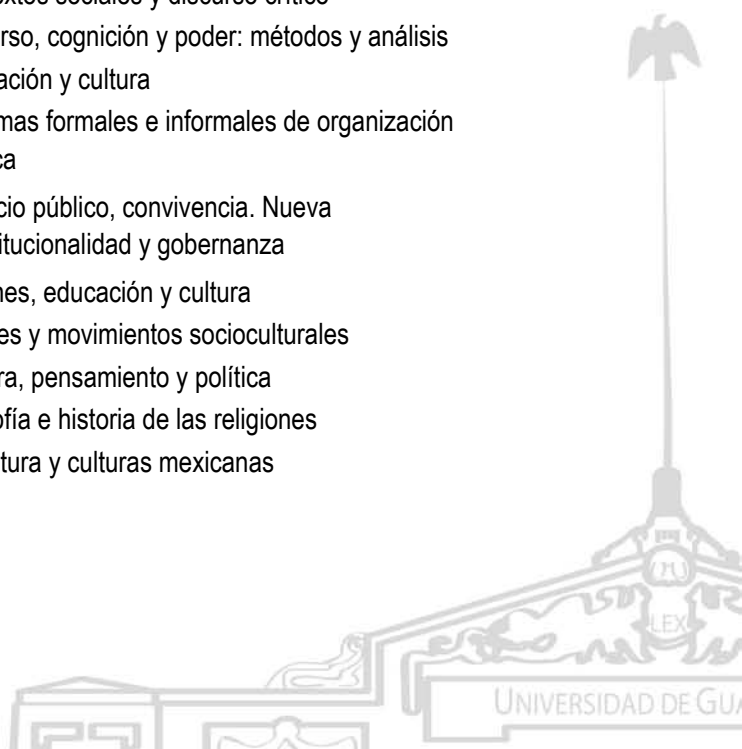 extos sociales y discurso crítico
rso, cognición y poder: métodos y análisis
ación y cultura
mas formales e informales de organización
ca
cio público, convivencia. Nueva
itucionalidad y gobernanza
nes, educación y cultura
es y movimientos socioculturales
ra, pensamiento y política
ofía e historia de las religiones
tura y culturas mexicanas
LEX
UNIVERSIDAD DE GUA